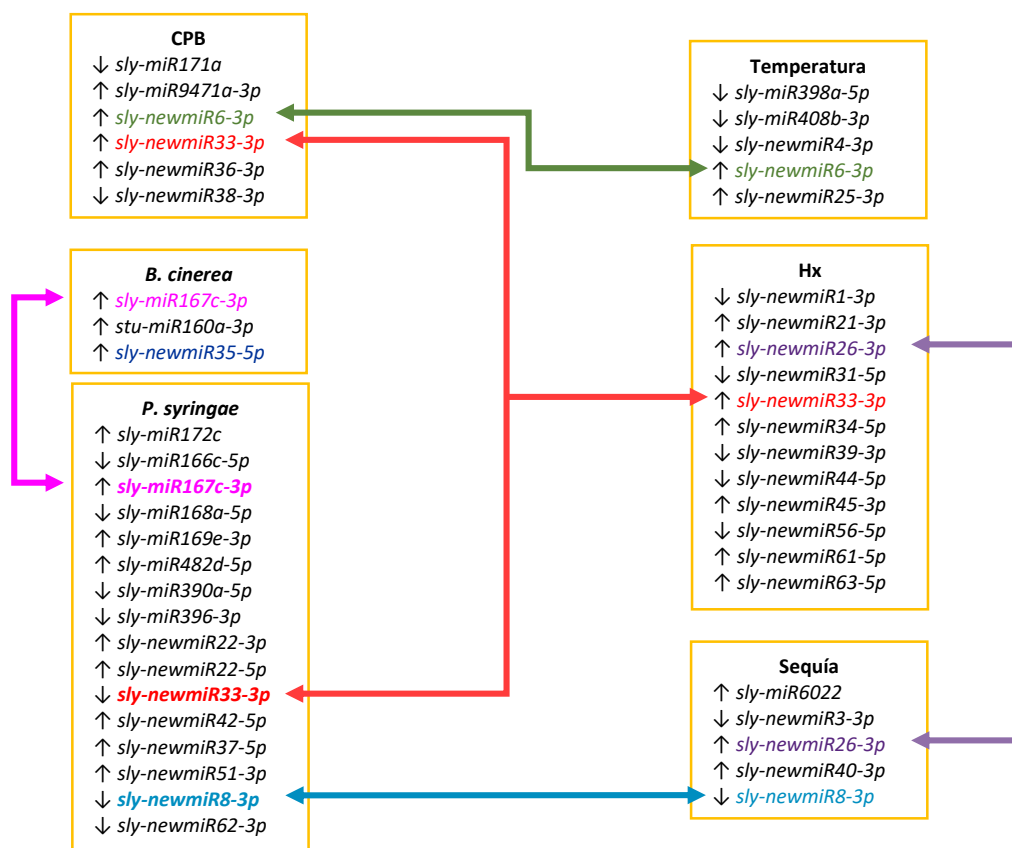 CPB
↓ sly-miR171a
↑ sly-miR9471a-3p
↑ sly-newmiR6-3p
↑ sly-newmiR33-3p
↑ sly-newmiR36-3p
↓ sly-newmiR38-3p
B. cinerea
↑ sly-miR167c-3p
↑ stu-miR160a-3p
↑ sly-newmiR35-5p
P. syringae
↑ sly-miR172c
↓ sly-miR166c-5p
↑ sly-miR167c-3p
↓ sly-miR168a-5p
↑ sly-miR169e-3p
↑ sly-miR482d-5p
↓ sly-miR390a-5p
↓ sly-miR396-3p
↑ sly-newmiR22-3p
↑ sly-newmiR22-5p
↓ sly-newmiR33-3p
↑ sly-newmiR42-5p
↑ sly-newmiR37-5p
↑ sly-newmiR51-3p
↓ sly-newmiR8-3p
↓ sly-newmiR62-3p
Temperatura
↓ sly-miR398a-5p
↓ sly-miR408b-3p
↓ sly-newmiR4-3p
↑ sly-newmiR6-3p
↑ sly-newmiR25-3p
Hx
↓ sly-newmiR1-3p
↑ sly-newmiR21-3p
↑ sly-newmiR26-3p
↓ sly-newmiR31-5p
↑ sly-newmiR33-3p
↑ sly-newmiR34-5p
↓ sly-newmiR39-3p
↓ sly-newmiR44-5p
↑ sly-newmiR45-3p
↓ sly-newmiR56-5p
↑ sly-newmiR61-5p
↑ sly-newmiR63-5p
Sequía
↑ sly-miR6022
↓ sly-newmiR3-3p
↑ sly-newmiR26-3p
↑ sly-newmiR40-3p
↓ sly-newmiR8-3p